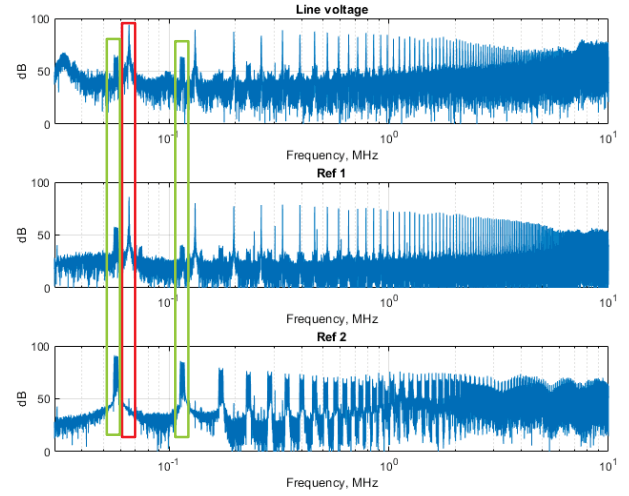 Line voltage
100
50
0
dB
10^-1
10^0
10^1
Frequency, MHz
Ref 1
100
50
0
dB
10^-1
10^0
10^1
Frequency, MHz
Ref 2
100
50
0
dB
10^-1
10^0
10^1
Frequency, MHz